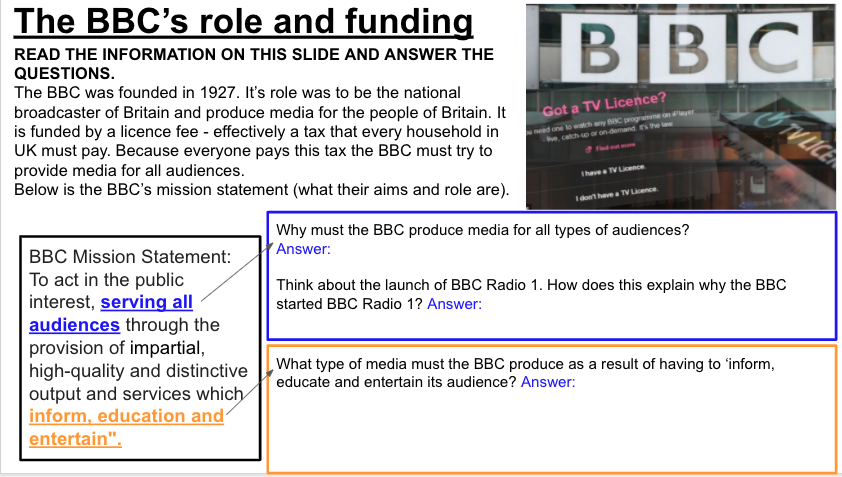 The BBC's role and funding
READ THE INFORMATION ON THIS SLIDE AND ANSWER THE
QUESTIONS.
The BBC was founded in 1927. It's role was to be the national
broadcaster of Britain and produce media for the people of Britain. It
is funded by a licence fee - effectively a tax that every household in
UK must pay. Because everyone pays this tax the BBC must try to
provide media for all audiences.
Below is the BBC's mission statement (what their aims and role are).
BBC
Got a TV Licence?
you need one to watch any BBC programme on iPlayer
live, catch-up or on-demand. It's the law.
Find out more
I have a TV Licence.
I don't have a TV Licence.
TV LICEN
BBC Mission Statement:
To act in the public
interest, serving all
audiences through the
provision of impartial,
high-quality and distinctive
output and services which
inform, education and
entertain".
Why must the BBC produce media for all types of audiences?
Answer:
Think about the launch of BBC Radio 1. How does this explain why the BBC
started BBC Radio 1? Answer:
What type of media must the BBC produce as a result of having to ‘inform,
educate and entertain its audience? Answer: